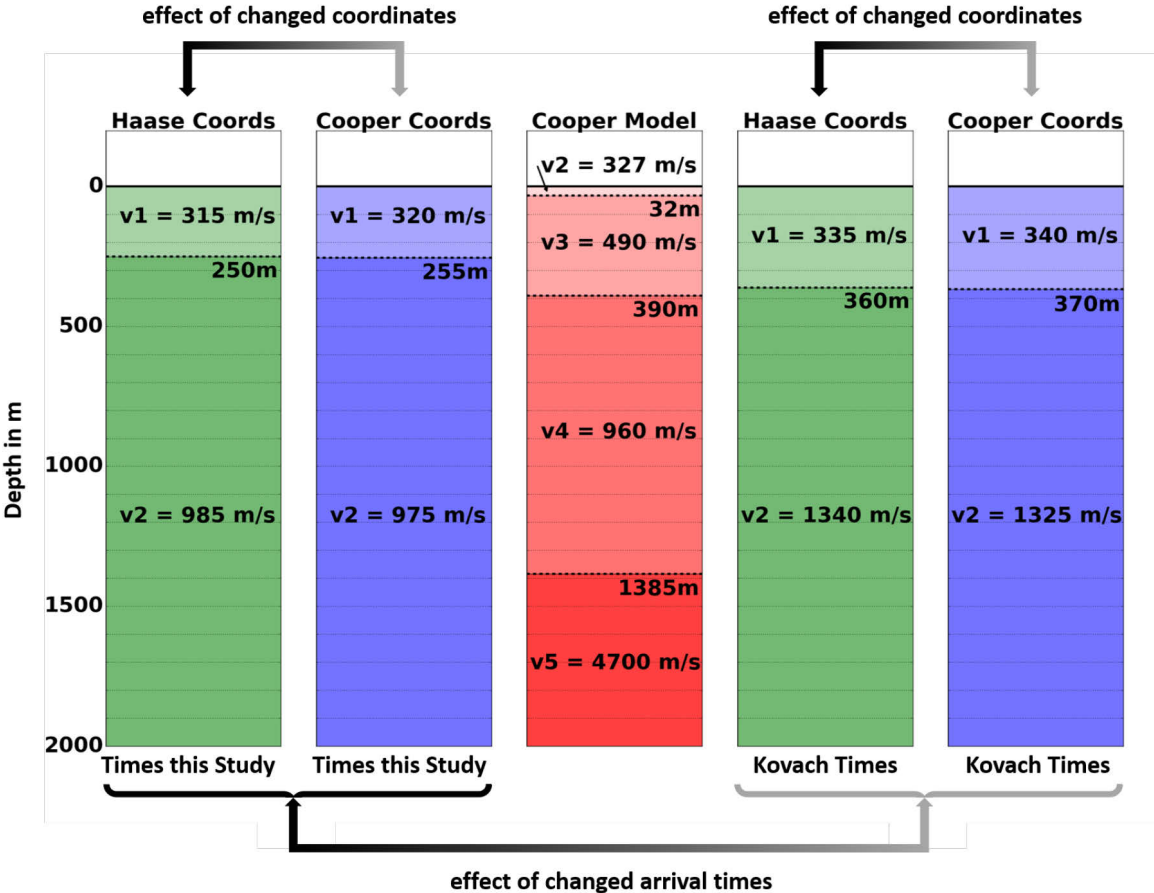 effect of changed coordinates
effect of changed coordinates
Haase Coords
Cooper Coords
Cooper Model
Haase Coords
Cooper Coords
v2 = 327 m/s
0
32m
v1 = 315 m/s
v1 = 320 m/s
v3 = 490 m/s
v1 = 335 m/s
v1 = 340 m/s
250m
255m
390m
360m
370m
500
v4 = 960 m/s
1000
Depth in m
v2 = 985 m/s
v2 = 975 m/s
v2 = 1340 m/s
v2 = 1325 m/s
1385m
1500
v5 = 4700 m/s
2000
Times this Study
Times this Study
Kovach Times
Kovach Times
effect of changed arrival times